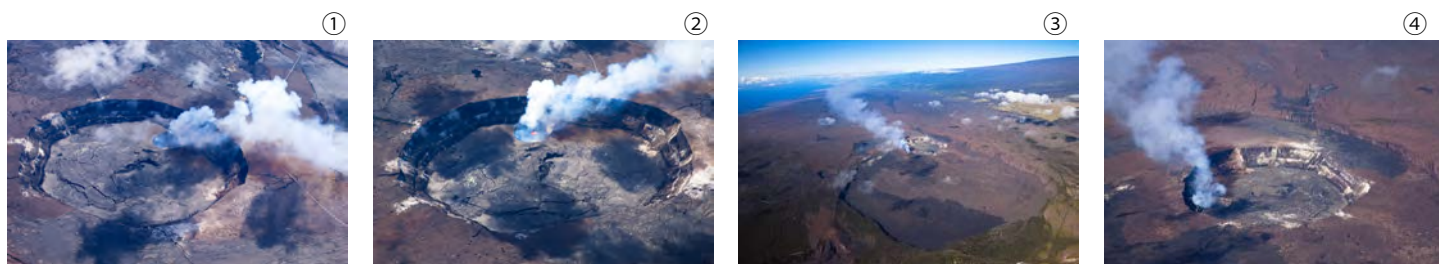 ① ② ③ ④